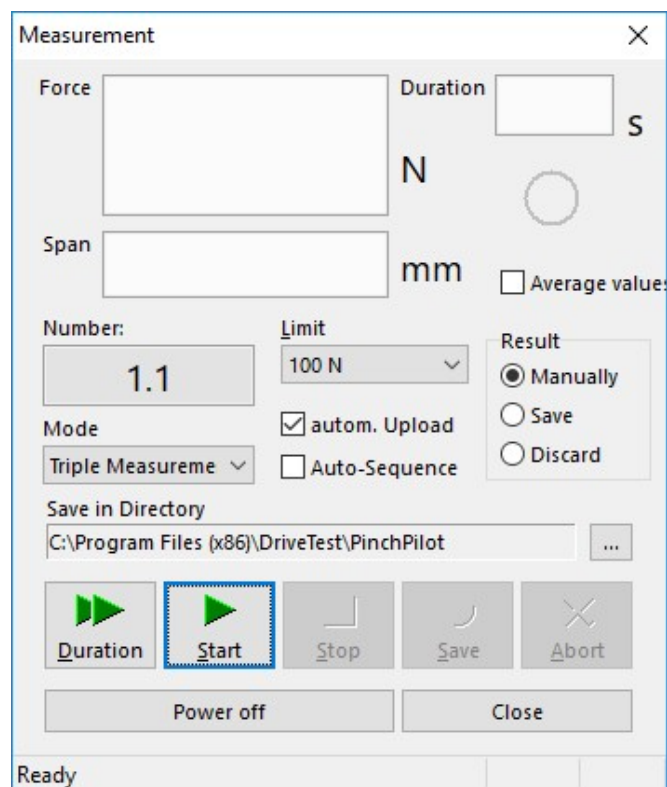 Measurement
Force
Duration
s
N
Span
mm
Average values
Number:
Limit
Result
1.1
100 N
Manually
Mode
autom. Upload
Save
Triple Measureme
Auto-Sequence
Discard
Save in Directory
C:\Program Files (x86)\DriveTest\PinchPilot
...
Duration
Start
Stop
Save
Abort
Power off
Close
Ready